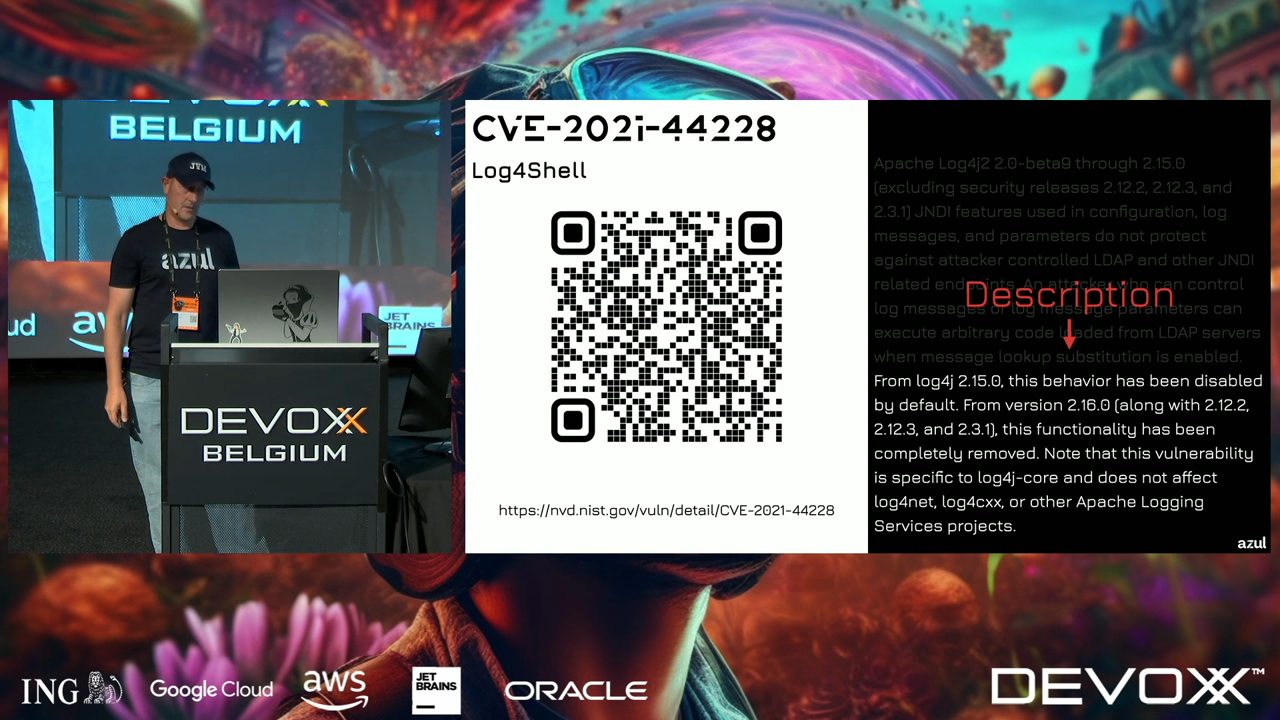 DEVOXX
BELGIUM
JVM
azul
ud
aws
JET
BRAINS
DEVOXX
BELGIUM
CVE-2021-44228
Log4Shell
https://nvd.nist.gov/vuln/detail/CVE-2021-44228
Apache Log4j2 2.0-beta9 through 2.15.0
(excluding security releases 2.12.2, 2.12.3, and
2.3.1) JNDI features used in configuration, log
messages, and parameters do not protect
against attacker controlled LDAP and other JNDI
related endpoints. An attacker who can control
log messages or log message parameters can
execute arbitrary code loaded from LDAP servers
when message lookup substitution is enabled.
Description
From log4j 2.15.0, this behavior has been disabled
by default. From version 2.16.0 (along with 2.12.2,
2.12.3, and 2.3.1), this functionality has been
completely removed. Note that this vulnerability
is specific to log4j-core and does not affect
log4net, log4cxx, or other Apache Logging
Services projects.
azul
ING
Google Cloud
aws
JET
BRAINS
ORACLE
DEVOXX™